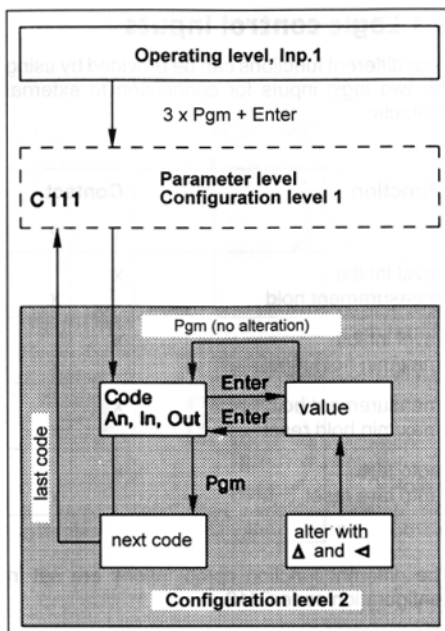 Operating level, Inp.1
3 x Pgm + Enter
Parameter level
Configuration level 1
C 111
Pgm (no alteration)
Code
An, In, Out
Enter
Enter
value
last code
Pgm
next code
alter with
Δ and ⊲
Configuration level 2